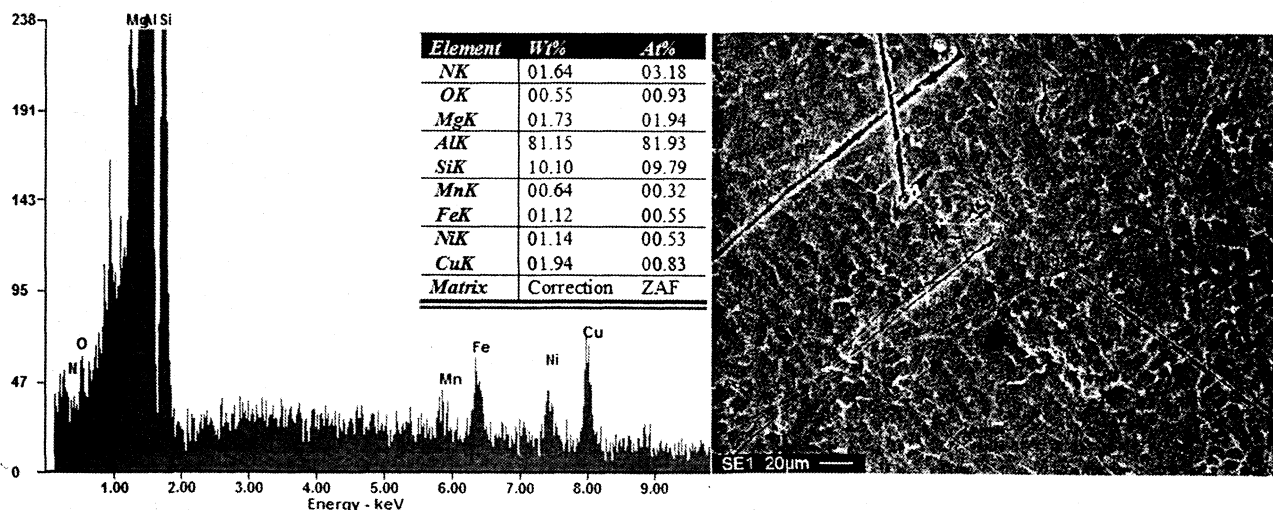 238
191
143
95
47
0
Mg Al Si
N
O
Mn
Fe
Ni
Cu
1.00 2.00 3.00 4.00 5.00 6.00 7.00 8.00 9.00
Energy - keV
Element Wt% At%
NK 01.64 03.18
OK 00.55 00.93
MgK 01.73 01.94
AlK 81.15 81.93
SiK 10.10 09.79
MnK 00.64 00.32
FeK 01.12 00.55
NiK 01.14 00.53
CuK 01.94 00.83
Matrix Correction ZAF
SE1 20µm